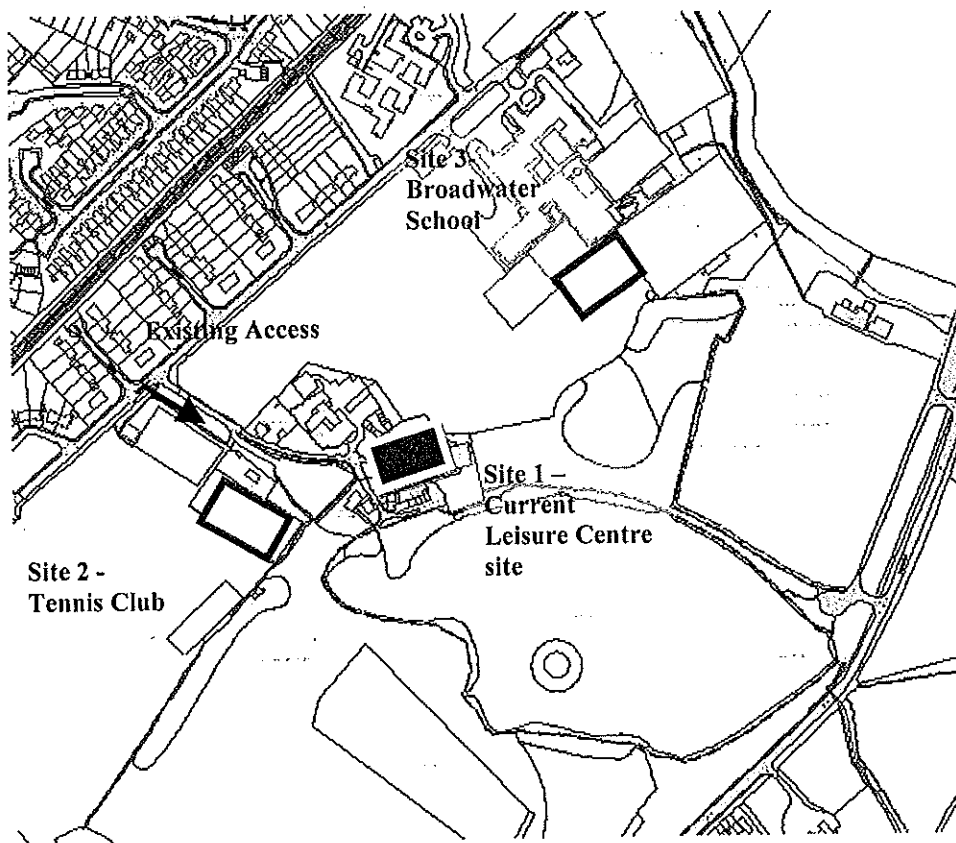 Site 3-
Broadwater
School
Existing Access
Site 1 –
Current
Leisure Centre
site
Site 2 -
Tennis Club